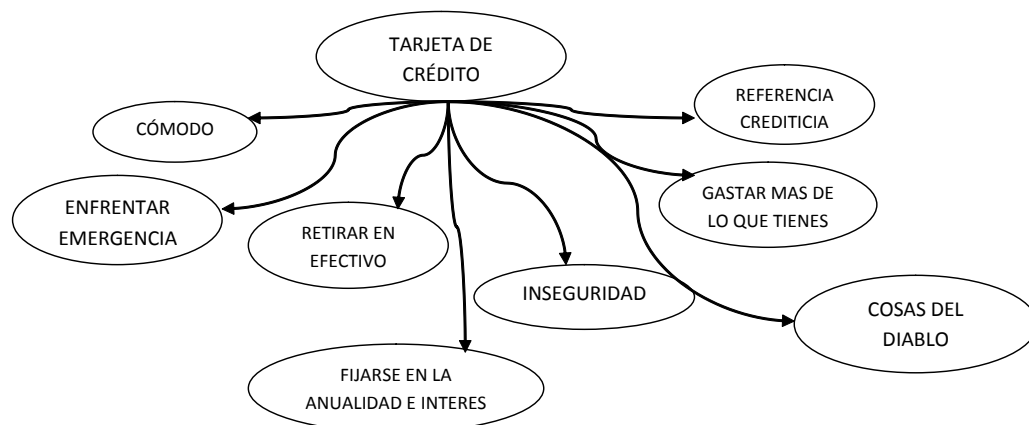 TARJETA DE
CRÉDITO
REFERENCIA
CREDITICIA
CÓMODO
GASTAR MAS DE
LO QUE TIENES
ENFRENTAR
EMERGENCIA
RETIRAR EN
EFECTIVO
INSEGURIDAD
COSAS DEL
DIABLO
FIJARSE EN LA
ANUALIDAD E INTERES